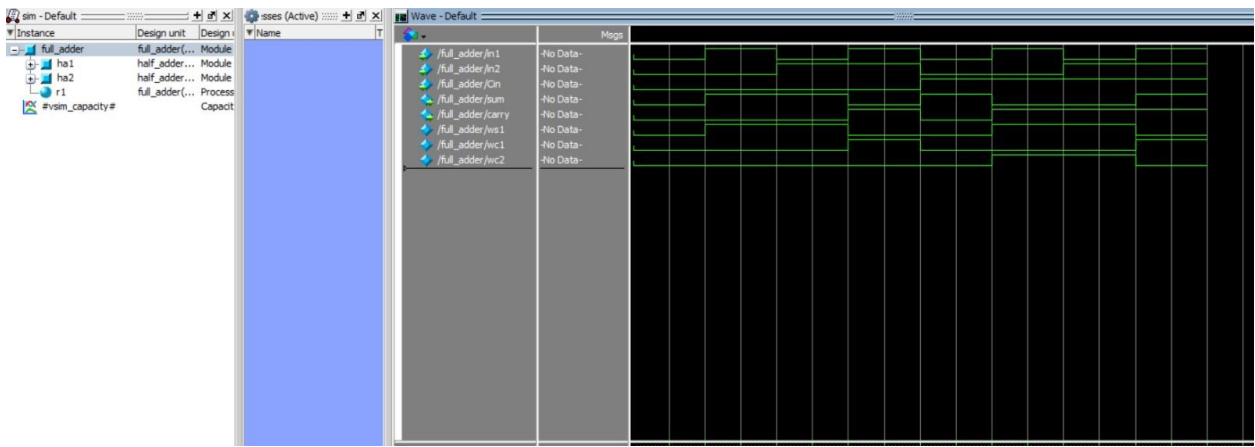 sim - Default
Instance Design unit Design
full_adder full_adder(... Module
ha1 half_adder... Module
ha2 half_adder... Module
r1 full_adder(... Process
#vsim_capacity# Capacit
sses (Active)
Name T
Wave - Default
Msgs
/full_adder/in1 -No Data-
/full_adder/in2 -No Data-
/full_adder/Cin -No Data-
/full_adder/sum -No Data-
/full_adder/carry -No Data-
/full_adder/ws1 -No Data-
/full_adder/wc1 -No Data-
/full_adder/wc2 -No Data-